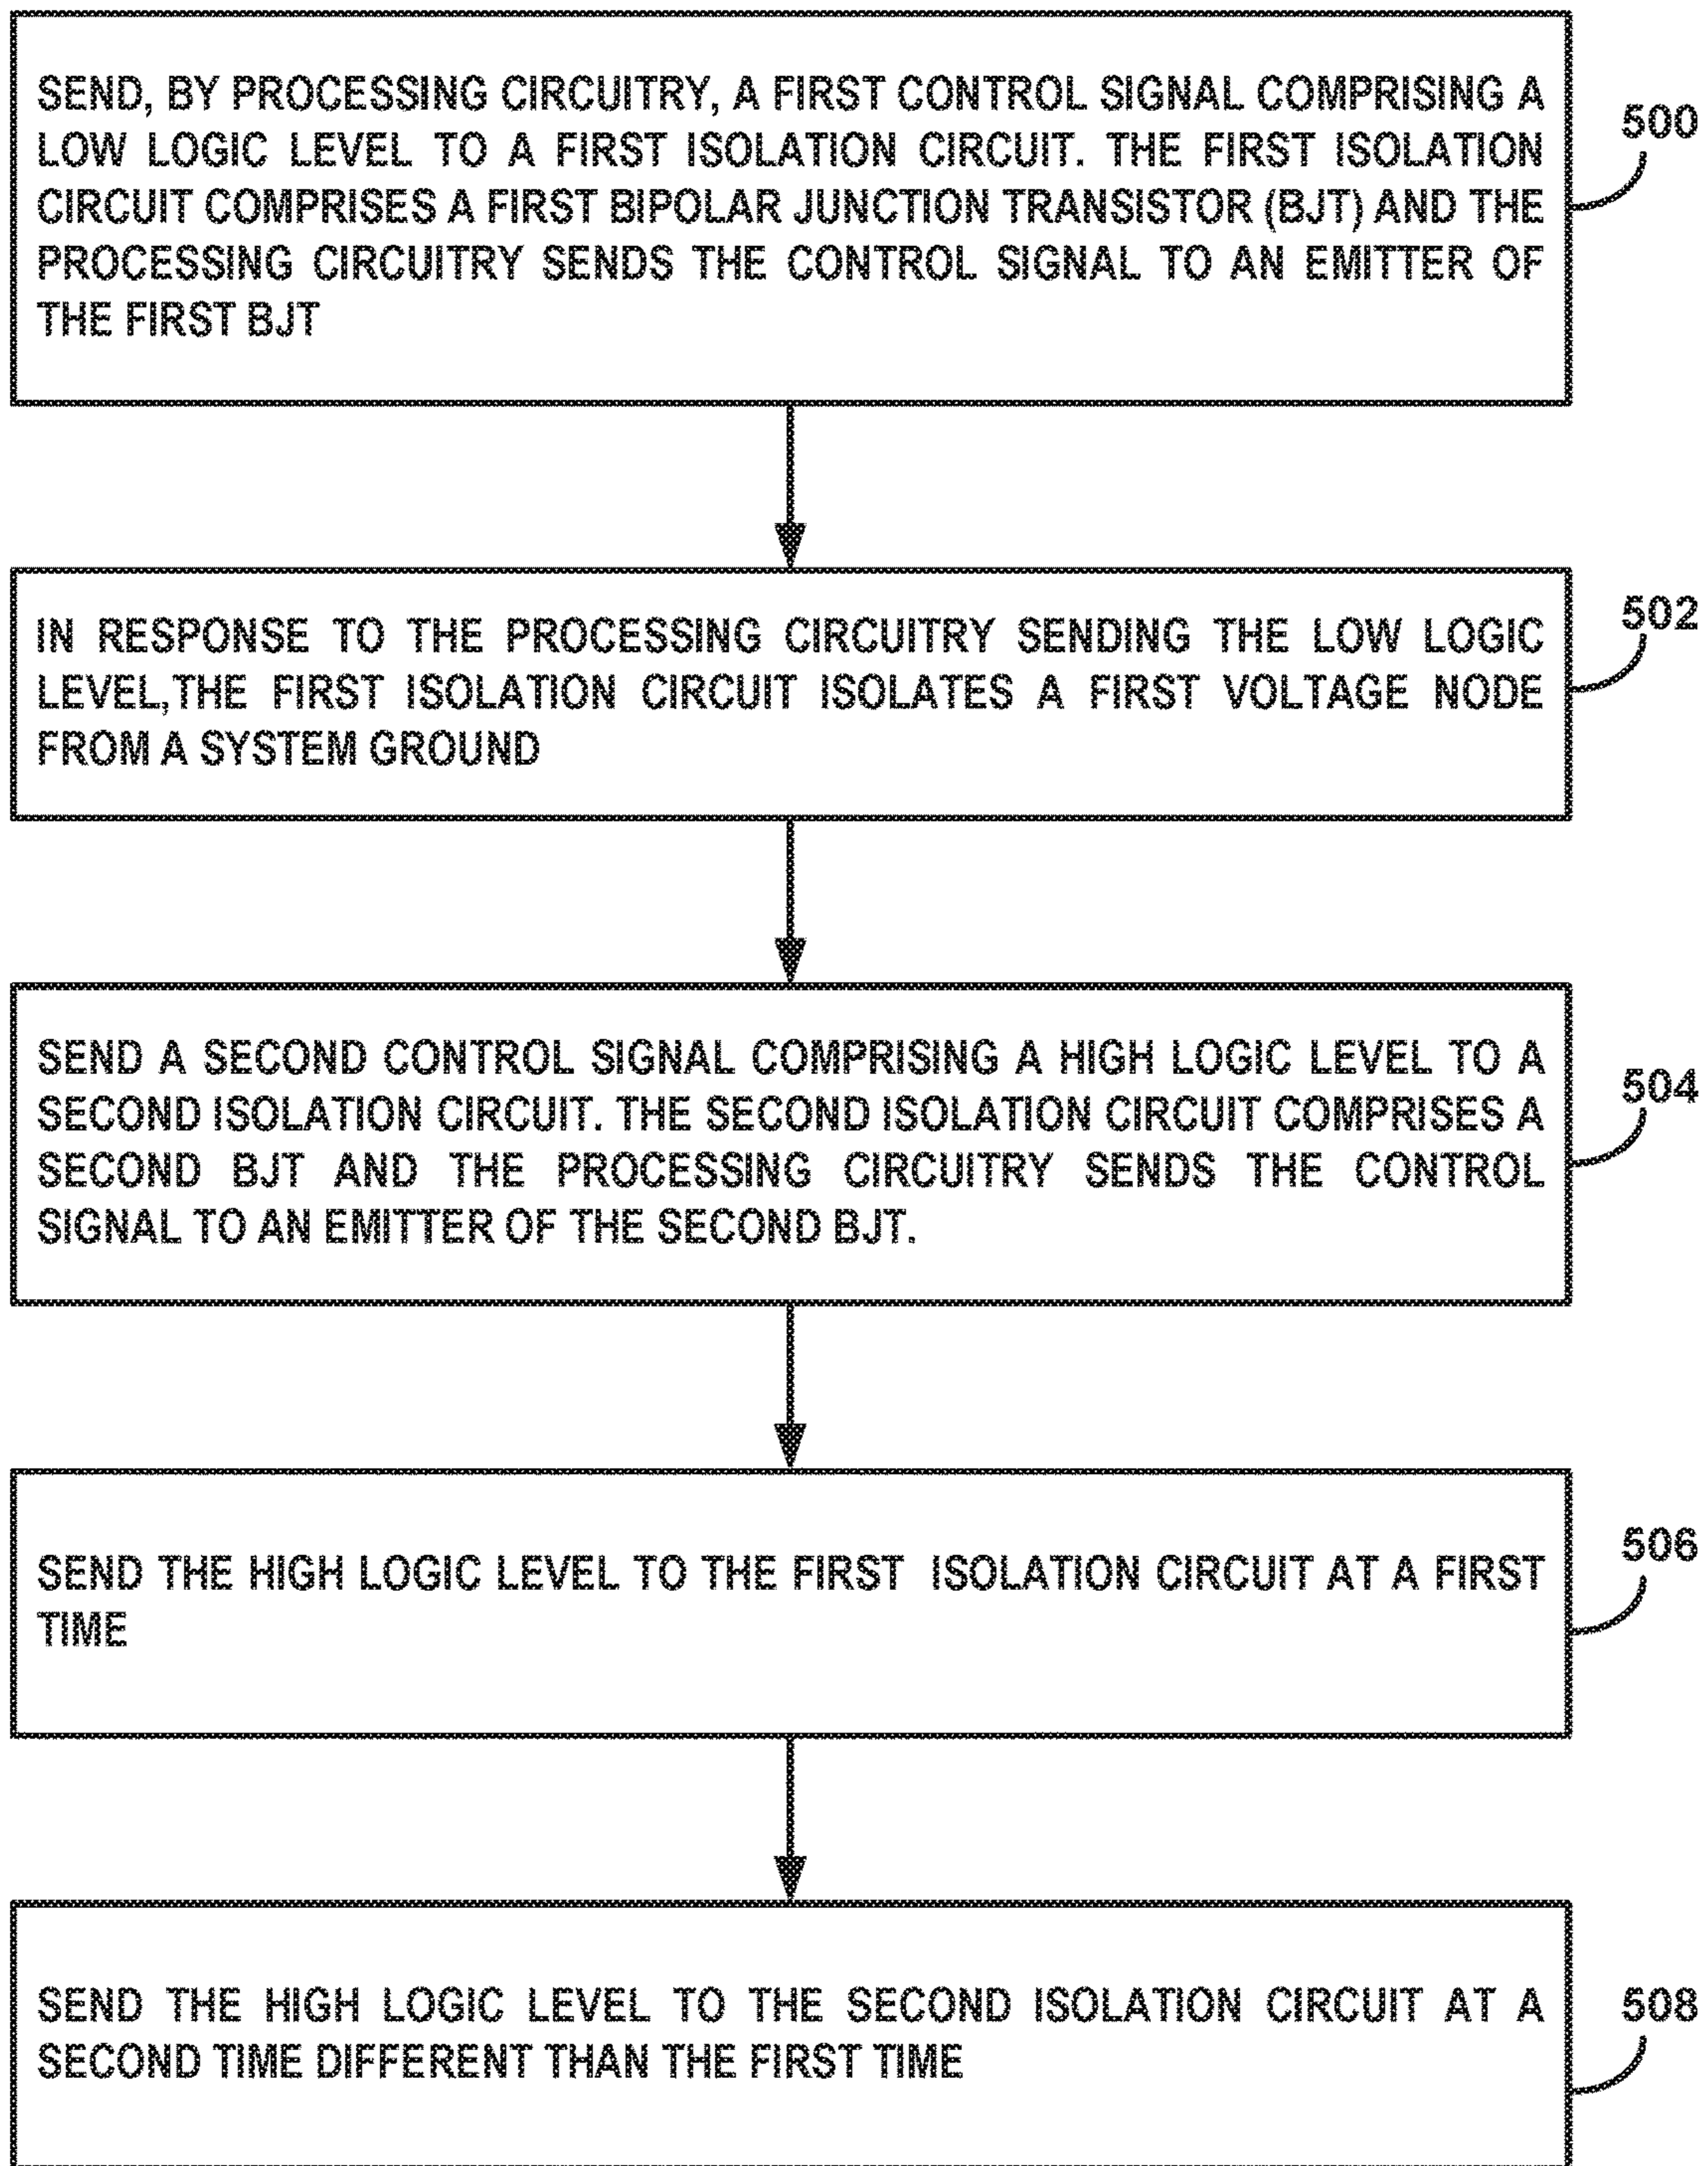 SEND, BY PROCESSING CIRCUITRY, A FIRST CONTROL SIGNAL COMPRISING A
LOW LOGIC LEVEL TO A FIRST ISOLATION CIRCUIT. THE FIRST ISOLATION
CIRCUIT COMPRISES A FIRST BIPOLAR JUNCTION TRANSISTOR (BJT) AND THE
PROCESSING CIRCUITRY SENDS THE CONTROL SIGNAL TO AN EMITTER OF
THE FIRST BJT
500
IN RESPONSE TO THE PROCESSING CIRCUITRY SENDING THE LOW LOGIC
LEVEL,THE FIRST ISOLATION CIRCUIT ISOLATES A FIRST VOLTAGE NODE
FROM A SYSTEM GROUND
502
SEND A SECOND CONTROL SIGNAL COMPRISING A HIGH LOGIC LEVEL TO A
SECOND ISOLATION CIRCUIT. THE SECOND ISOLATION CIRCUIT COMPRISES A
SECOND BJT AND THE PROCESSING CIRCUITRY SENDS THE CONTROL
SIGNAL TO AN EMITTER OF THE SECOND BJT.
504
SEND THE HIGH LOGIC LEVEL TO THE FIRST ISOLATION CIRCUIT AT A FIRST
TIME
506
SEND THE HIGH LOGIC LEVEL TO THE SECOND ISOLATION CIRCUIT AT A
SECOND TIME DIFFERENT THAN THE FIRST TIME
508